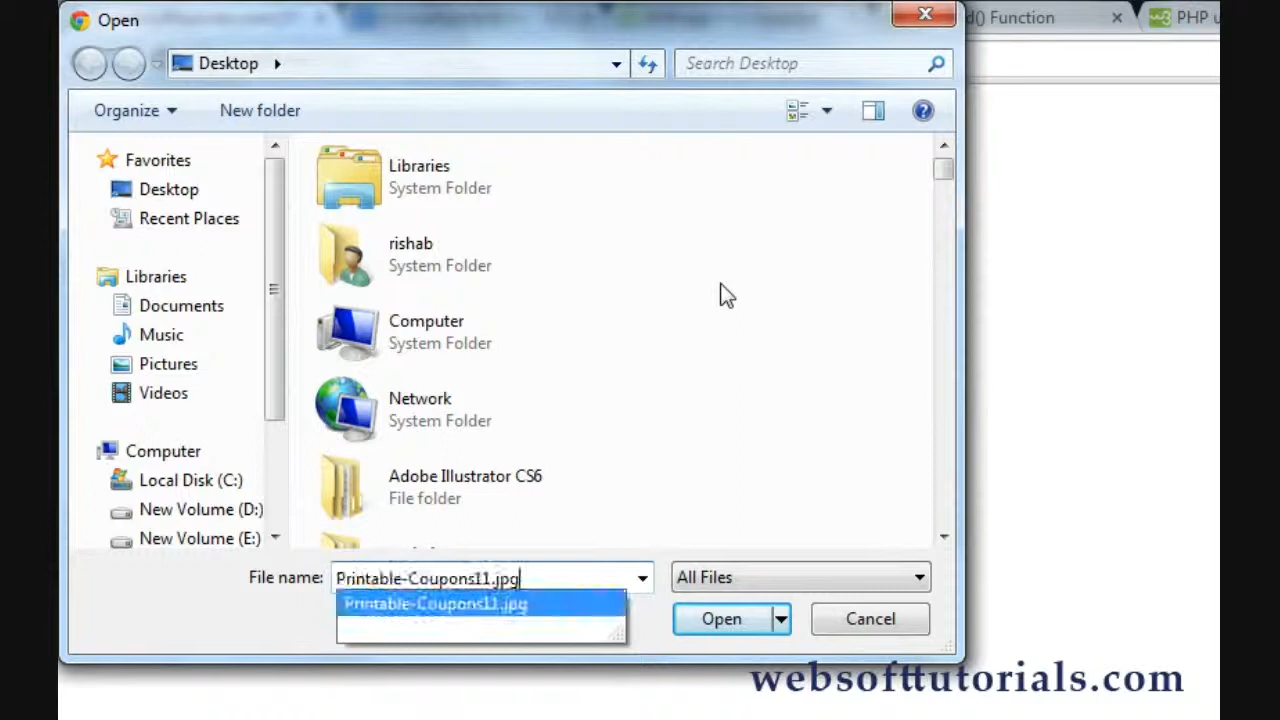 Open
d() Function
PHP u
Desktop
Search Desktop
Organize
New folder
Favorites
Desktop
Recent Places
Libraries
Documents
Music
Pictures
Videos
Computer
Local Disk (C:)
New Volume (D:)
New Volume (E:)
Libraries
System Folder
rishab
System Folder
Computer
System Folder
Network
System Folder
Adobe Illustrator CS6
File folder
File name:
Printable-Coupons11.jpg
All Files
Printable-Coupons11.jpg
Open
Cancel
websofttutorials.com